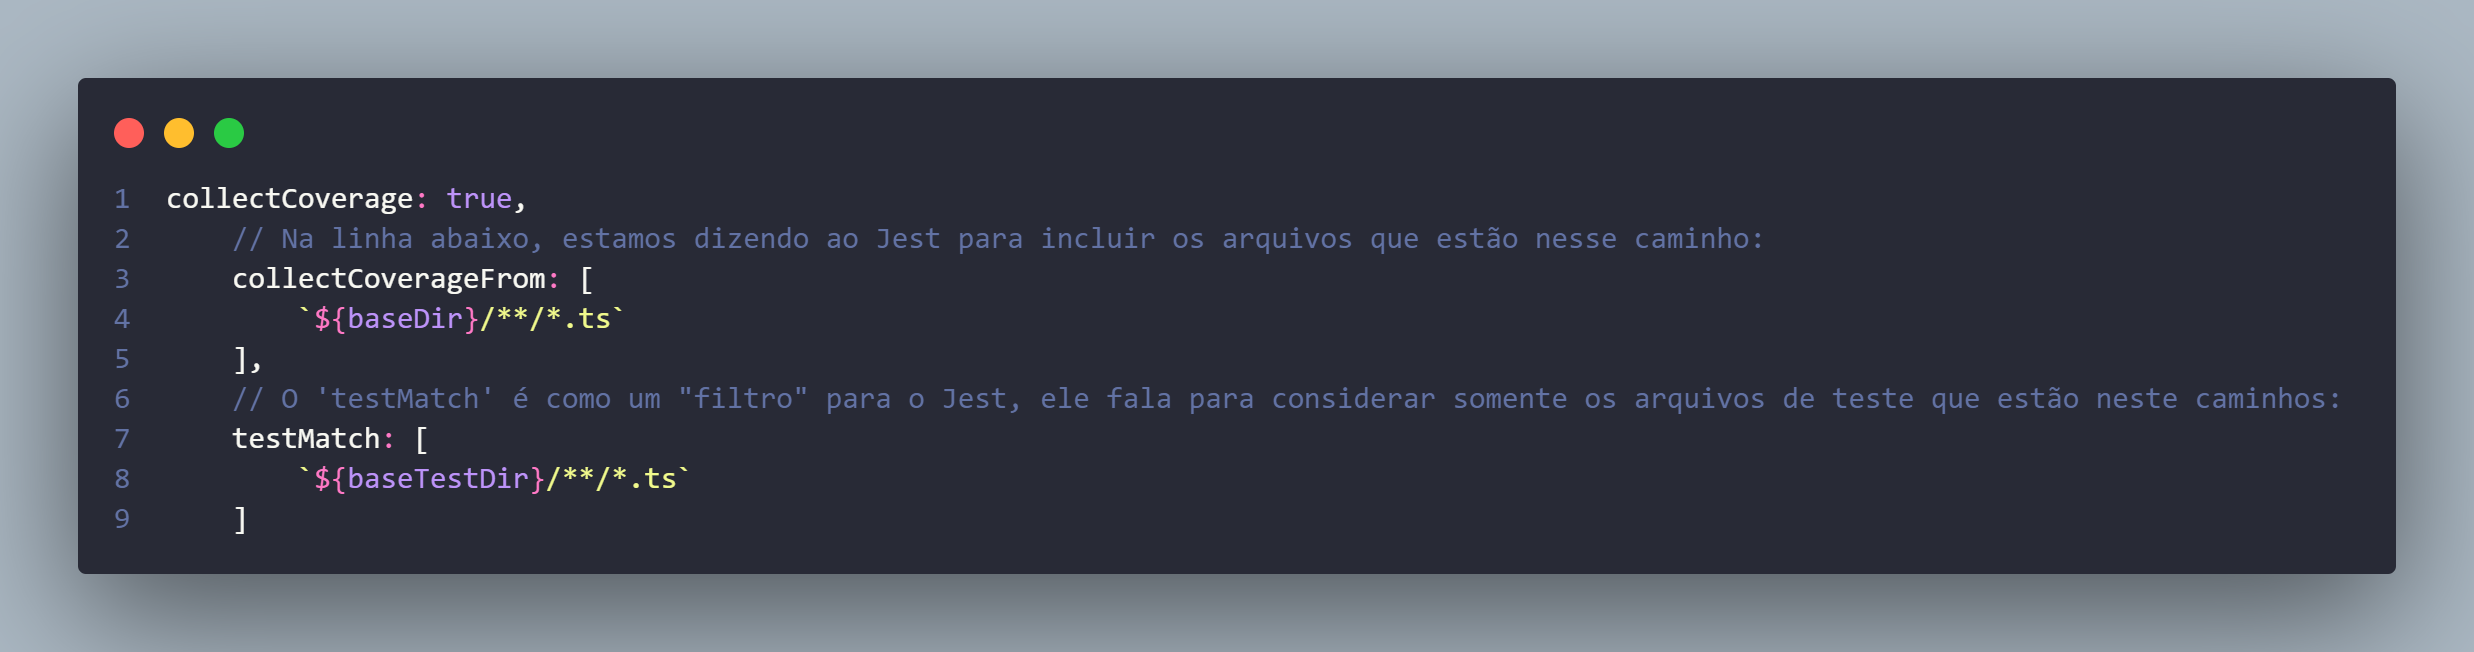 1 collectCoverage: true,
2     // Na linha abaixo, estamos dizendo ao Jest para incluir os arquivos que estão nesse caminho:
3     collectCoverageFrom: [
4         `${baseDir}/**/*.ts`
5     ],
6     // O 'testMatch' é como um "filtro" para o Jest, ele fala para considerar somente os arquivos de teste que estão neste caminhos:
7     testMatch: [
8         `${baseTestDir}/**/*.ts`
9     ]